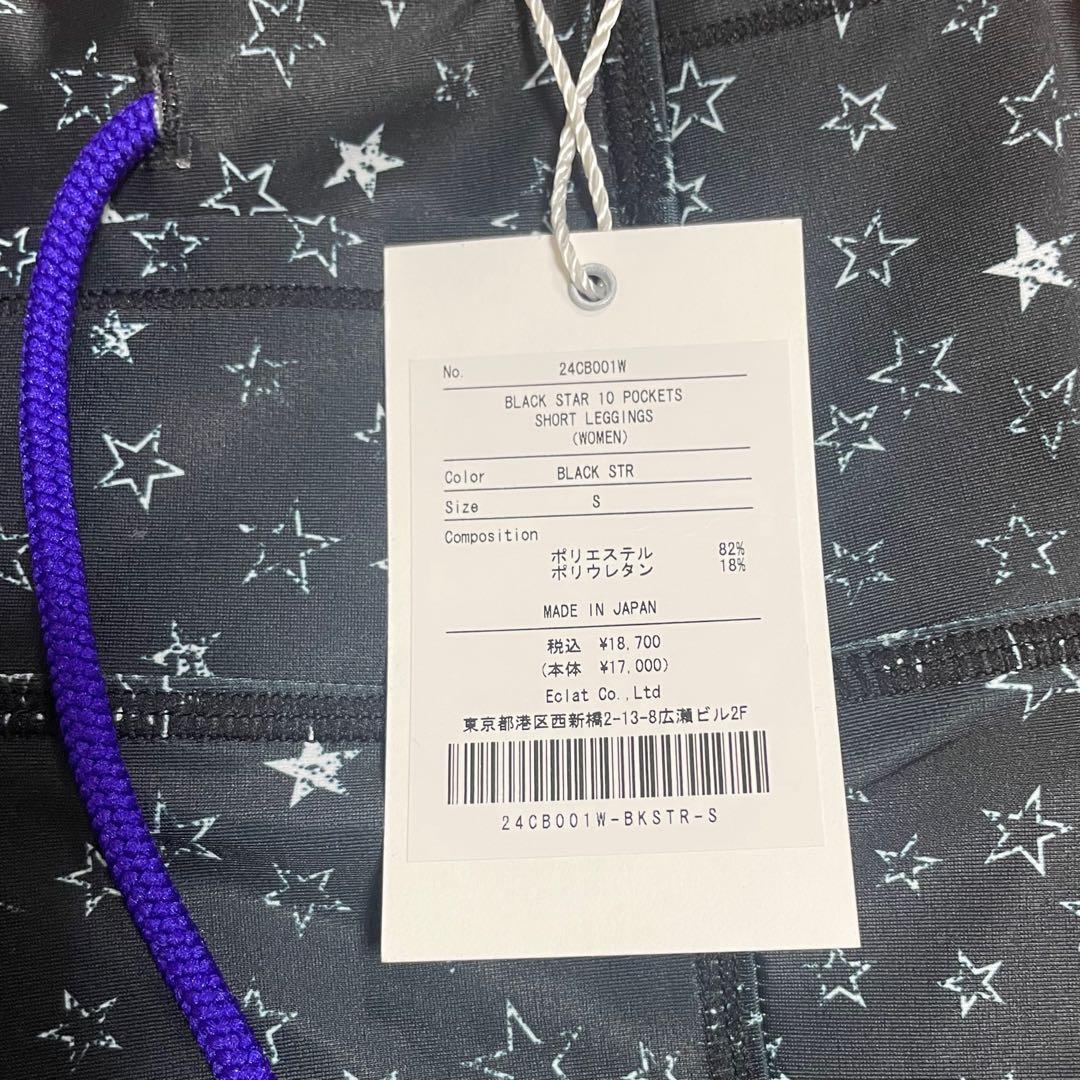 No. 24CB001W
BLACK STAR 10 POCKETS
SHORT LEGGINGS
(WOMEN)
Color BLACK STR
Size S
Composition
ポリエステル 82%
ポリウレタン 18%
MADE IN JAPAN
税込 ¥18,700
(本体 ¥17,000)
Eclat Co.,Ltd
東京都港区西新橋2-13-8広瀬ビル2F
24CB001W-BKSTR-S